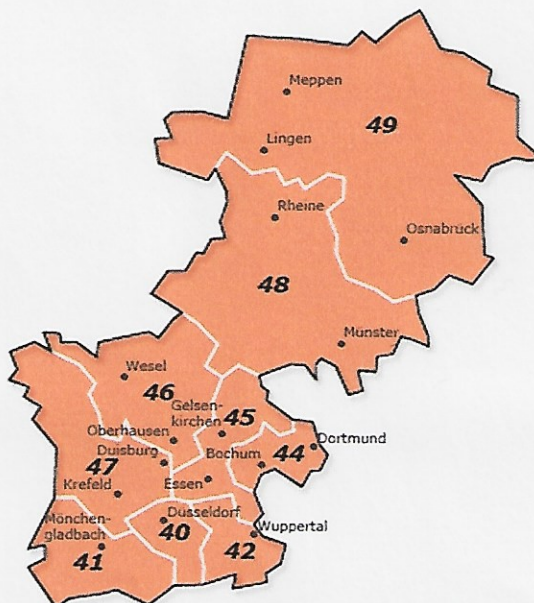 Meppen
49
Lingen
Rheine
Osnabrück
48
Münster
Wesel
46
Gelsen-
kirchen
45
Oberhausen
Dortmund
44
Duisburg
Bochum
47
Krefeld
Essen
Düsseldorf
Mönchen-
gladbach
40
Wuppertal
42
41